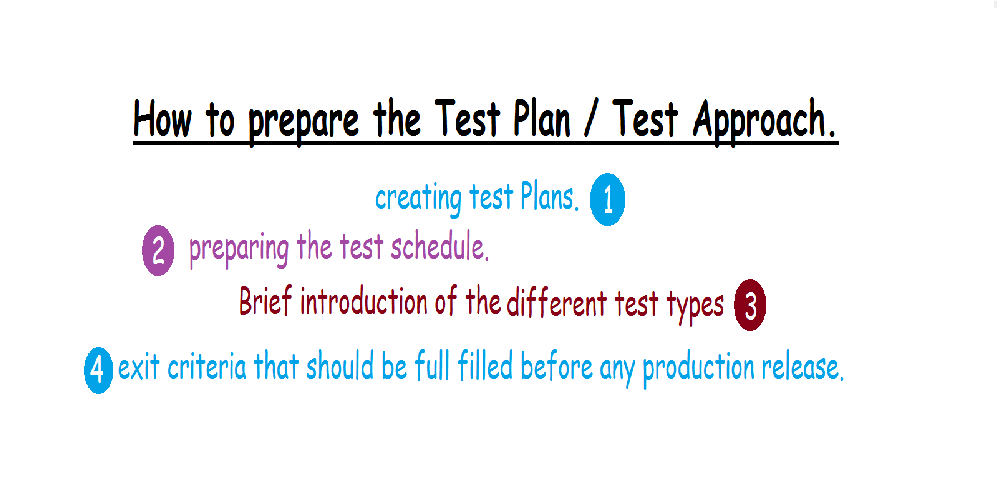 How to prepare the Test Plan / Test Approach.
creating test Plans. 1
2 preparing the test schedule.
Brief introduction of the different test types 3
4 exit criteria that should be full filled before any production release.